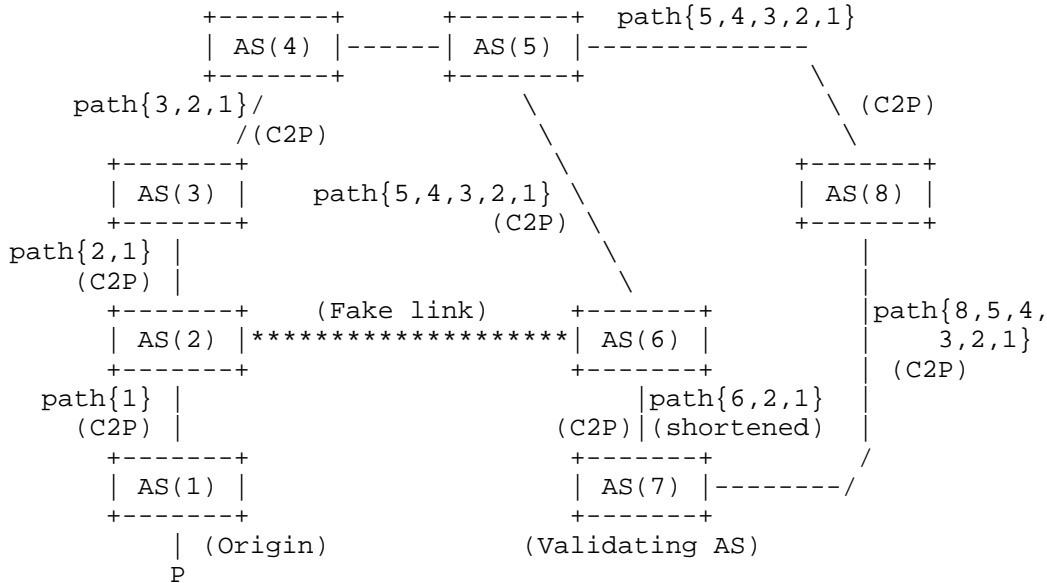 path{5,4,3,2,1}
AS(4) AS(5)
path{3,2,1} (C2P)
(C2P)
AS(3) path{5,4,3,2,1} AS(8)
(C2P)
path{2,1}
(C2P)
(Fake link) path{8,5,4,
AS(2) AS(6) 3,2,1}
(C2P)
path{1} path{6,2,1}
(C2P) (C2P) (shortened)
AS(1) AS(7)
(Origin) (Validating AS)
P